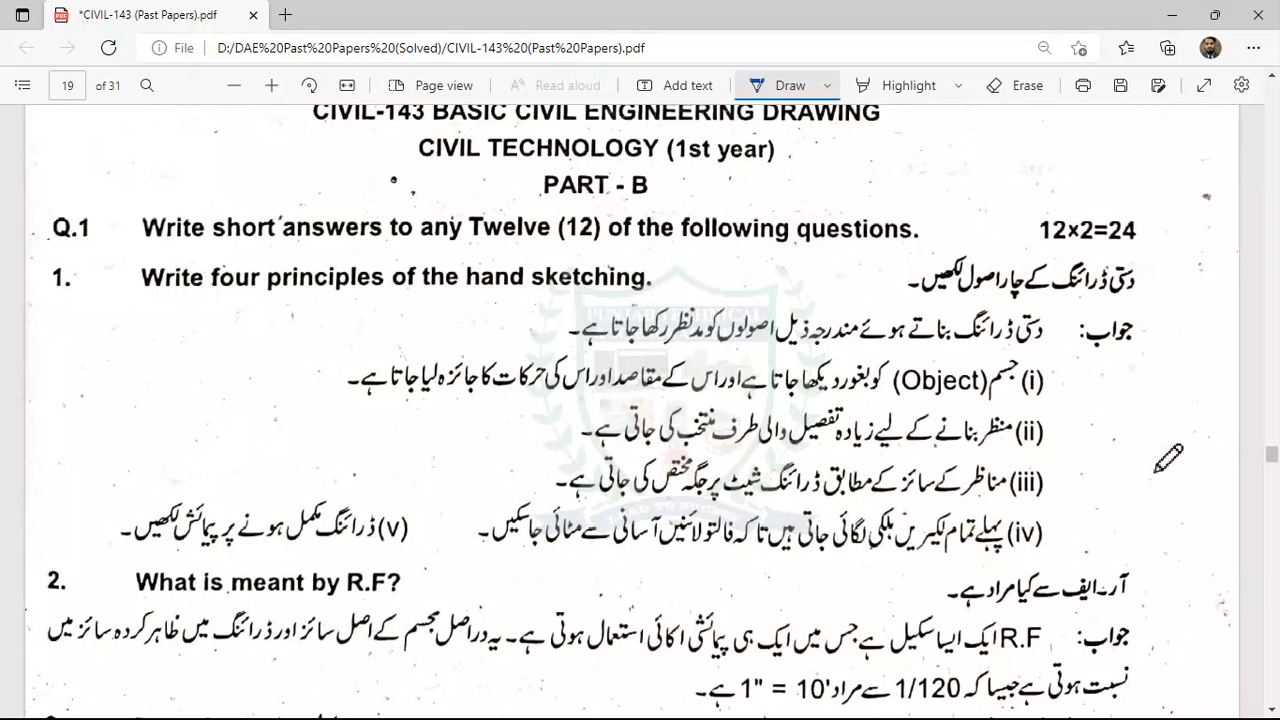 *CIVIL-143 (Past Papers).pdf
File D:/DAE%20Past%20Papers%20(Solved)/CIVIL-143%20(Past%20Papers).pdf
19 of 31 Page view Read aloud Add text Draw Highlight Erase
CIVIL-143 BASIC CIVIL ENGINEERING DRAWING
CIVIL TECHNOLOGY (1st year)
PART - B
Q.1 Write short answers to any Twelve (12) of the following questions. 12×2=24
1. Write four principles of the hand sketching. دستی ڈرائنگ کے چار اصول لکھیں۔
جواب: دستی ڈرائنگ بناتے ہوئے مندرجہ ذیل اصولوں کو مدنظر رکھا جاتا ہے۔
(i) جسم (Object) کو بغور دیکھا جاتا ہے اور اس کے مقاصد اور اس کی حرکات کا جائزہ لیا جاتا ہے۔
(ii) منظر بنانے کے لیے زیادہ تفصیل والی طرف منتخب کی جاتی ہے۔
(iii) مناظر کے سائز کے مطابق ڈرائنگ شیٹ پر جگہ مختص کی جاتی ہے۔
(iv) پہلے تمام لکیریں ہلکی لگائی جاتی ہیں تاکہ فالتو لائنیں آسانی سے مٹائی جا سکیں۔ (v) ڈرائنگ مکمل ہونے پر پیمائش لکھیں۔
2. What is meant by R.F? آر۔ایف سے کیا مراد ہے۔
جواب: R.F ایک ایسا سکیل ہے جس میں ایک ہی پیمائشی اکائی استعمال ہوتی ہے۔ یہ دراصل مجسم کے اصل سائز اور ڈرائنگ میں ظاہر کردہ سائز میں
نسبت ہوتی ہے جیسا کہ 1/120 سے مراد 1" = 10' ہے۔